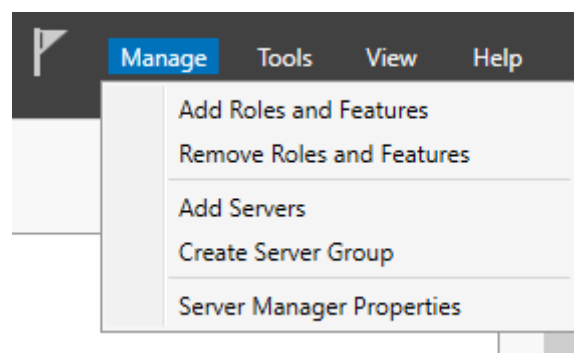 Manage Tools View Help
Add Roles and Features
Remove Roles and Features
Add Servers
Create Server Group
Server Manager Properties